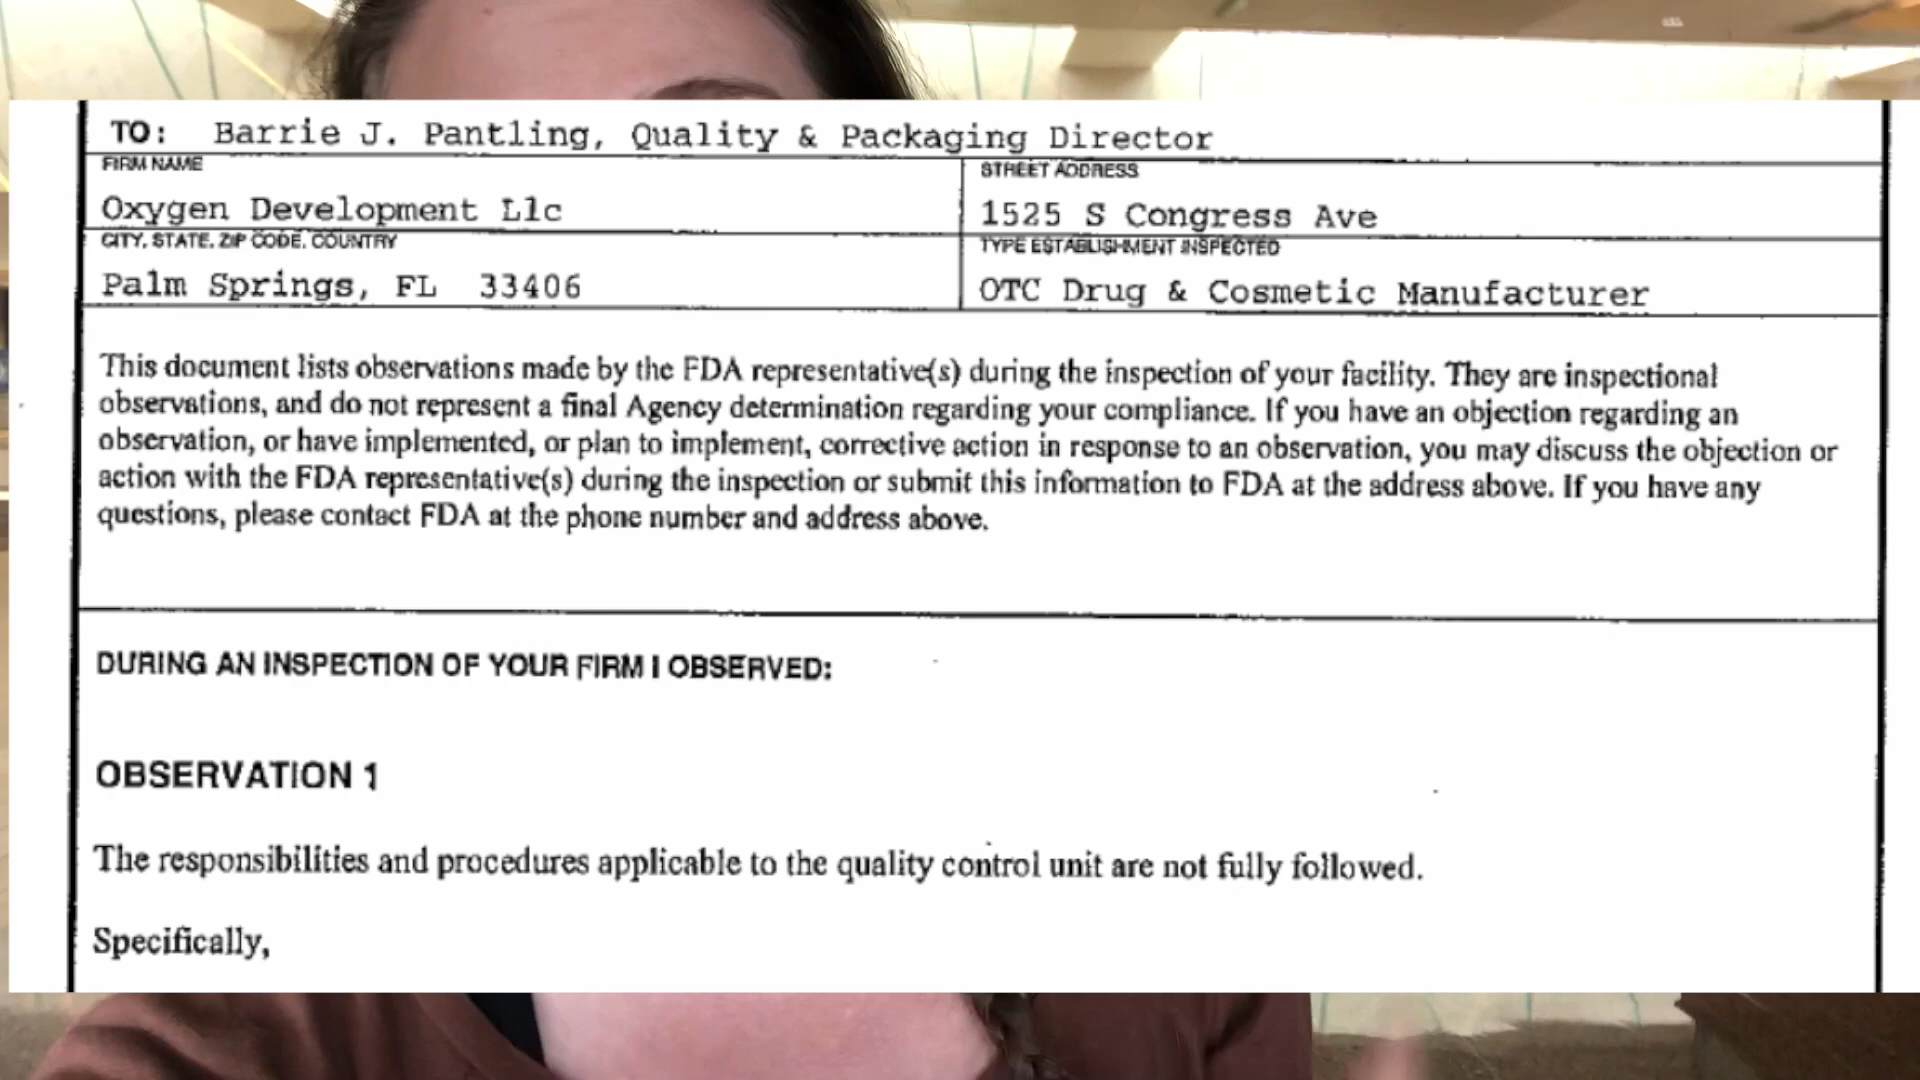 TO: Barrie J. Pantling, Quality & Packaging Director
FIRM NAME
STREET ADDRESS
Oxygen Development Llc
1525 S Congress Ave
CITY, STATE, ZIP CODE, COUNTRY
TYPE ESTABLISHMENT INSPECTED
Palm Springs, FL 33406
OTC Drug & Cosmetic Manufacturer
This document lists observations made by the FDA representative(s) during the inspection of your facility. They are inspectional
observations, and do not represent a final Agency determination regarding your compliance. If you have an objection regarding an
observation, or have implemented, or plan to implement, corrective action in response to an observation, you may discuss the objection or
action with the FDA representative(s) during the inspection or submit this information to FDA at the address above. If you have any
questions, please contact FDA at the phone number and address above.
DURING AN INSPECTION OF YOUR FIRM I OBSERVED:
OBSERVATION 1
The responsibilities and procedures applicable to the quality control unit are not fully followed.
Specifically,